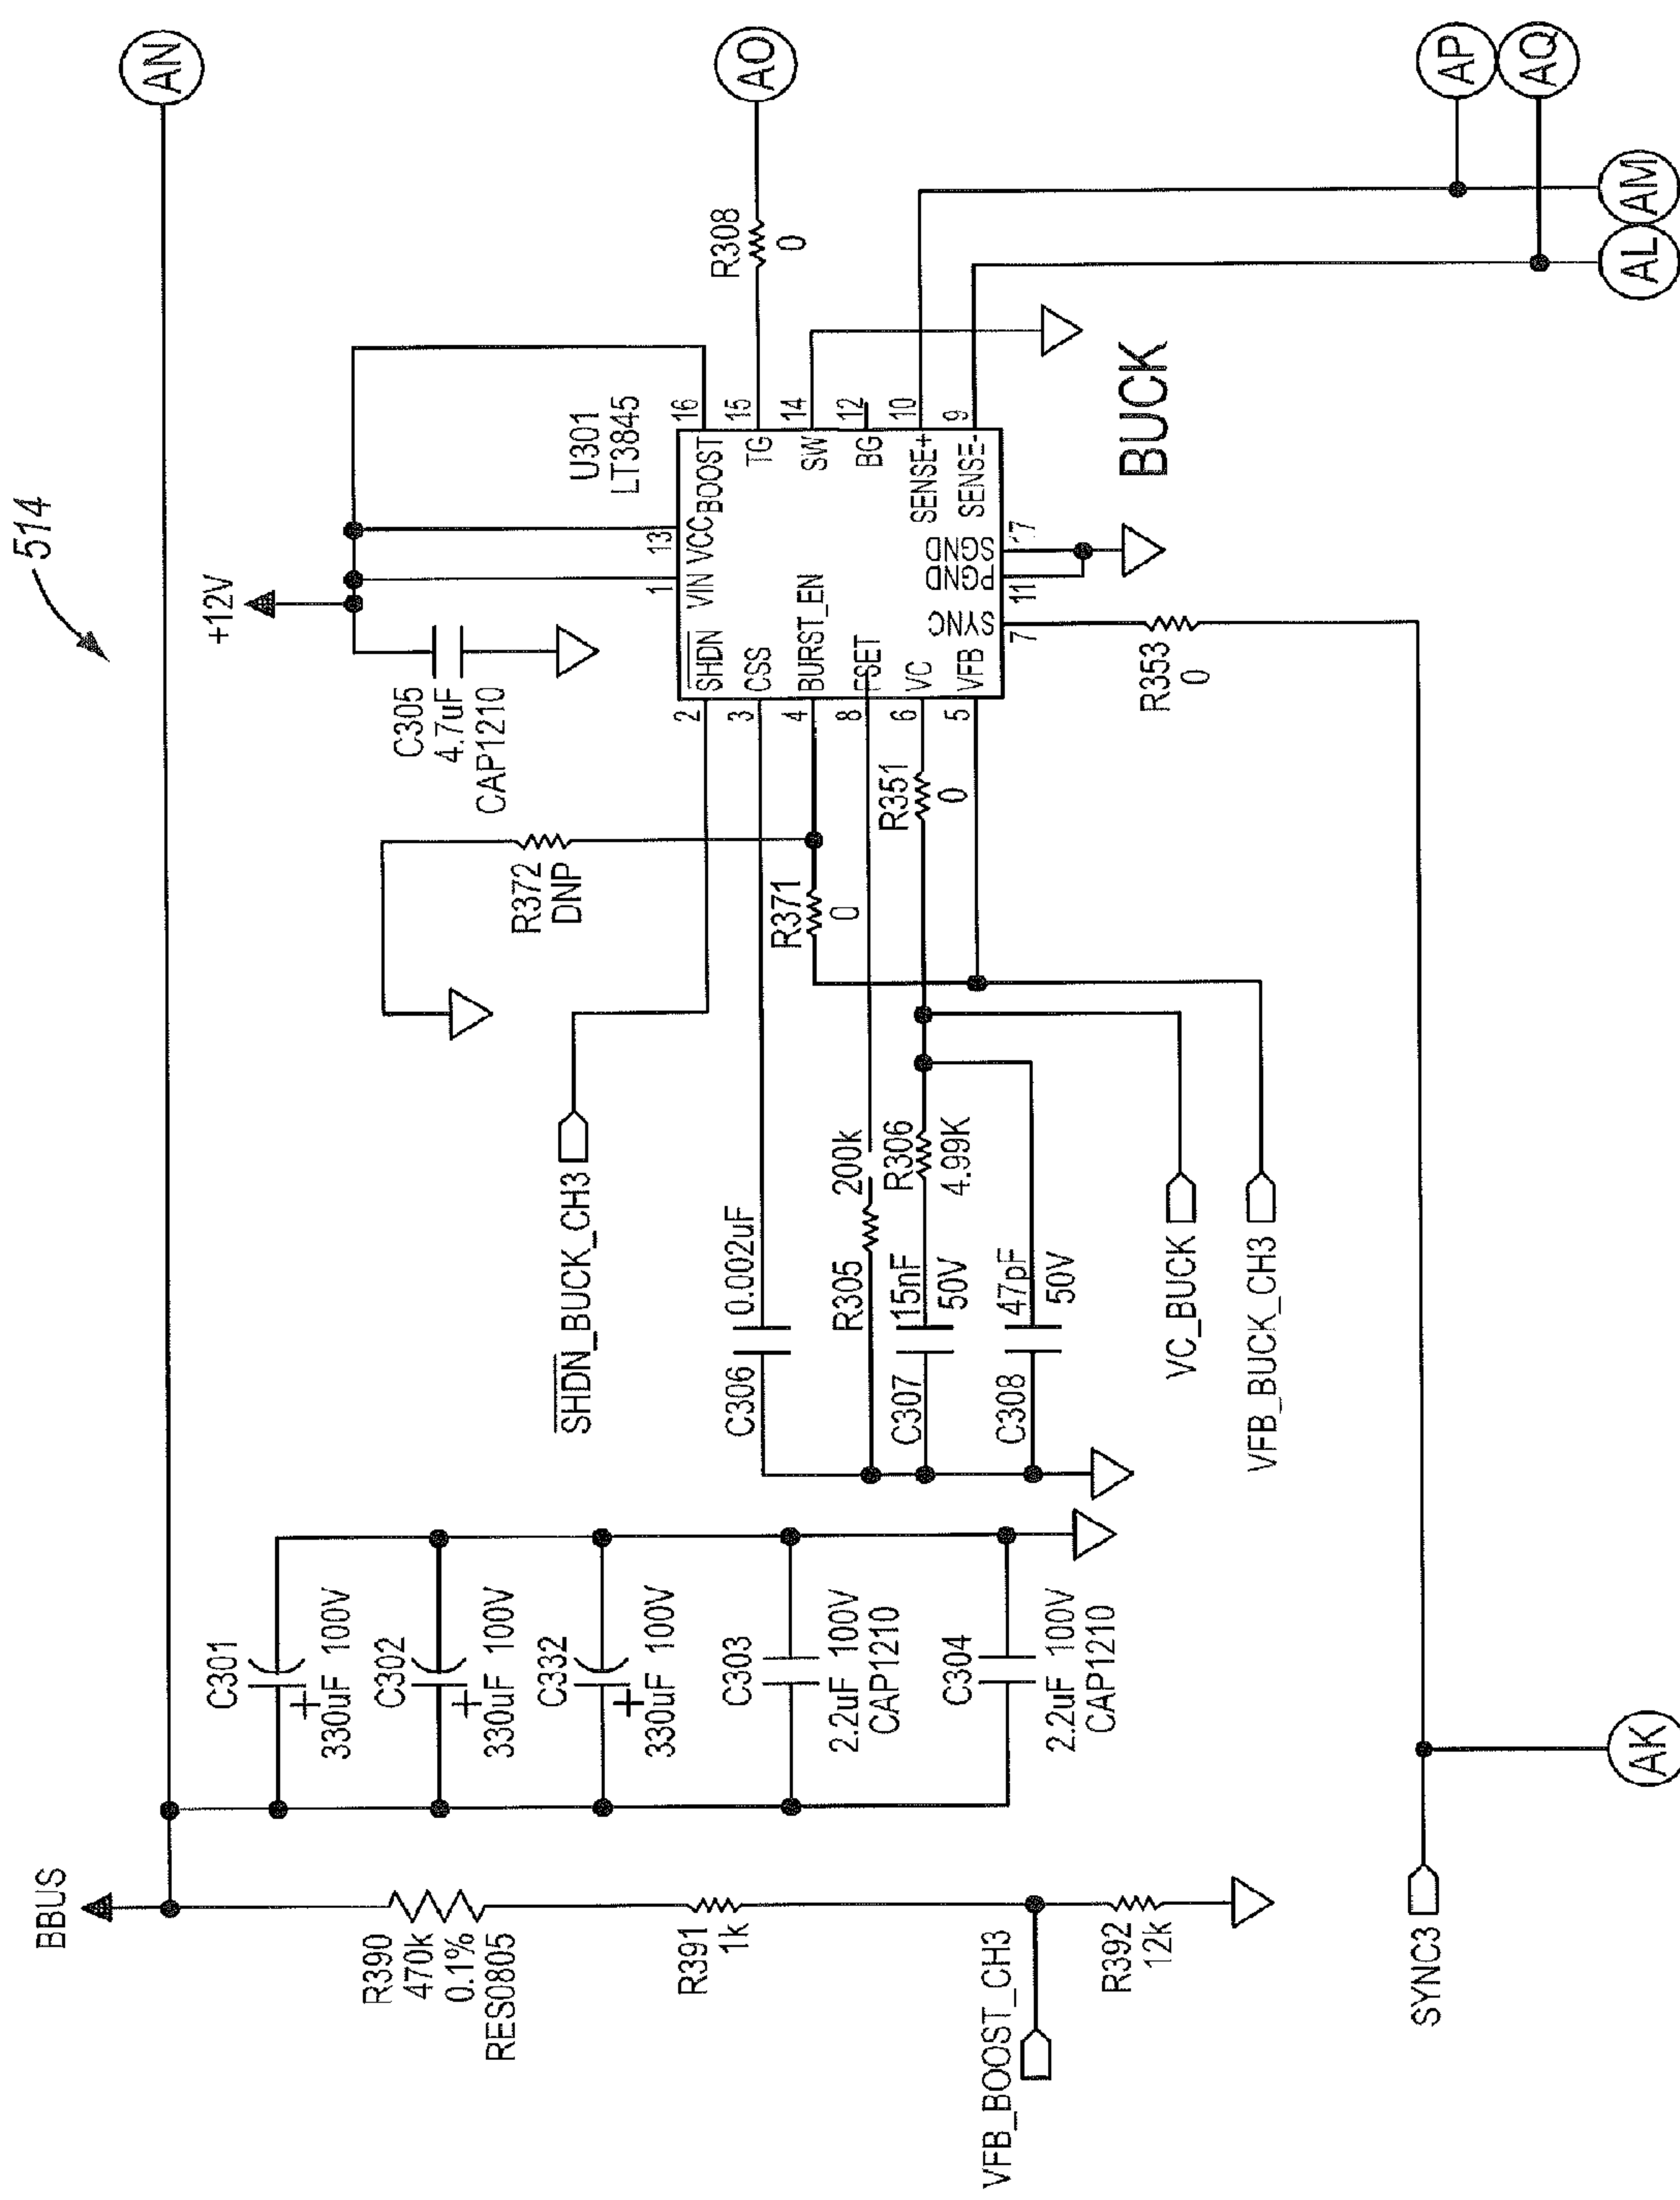 514
AN
BBUS
+12V
C305
4.7uF
CAP1210
U301
LT3845
R308
0
AO
C301
330uF 100V
+
C302
330uF 100V
+
C332
330uF 100V
+
C303
2.2uF 100V
CAP1210
C304
2.2uF 100V
CAP1210
R390
470k
0.1%
RES0805
R391
1k
VFB_BOOST_CH3
R392
12k
R372
DNP
SHDN_BUCK_CH3
C306
0.002uF
R371
0
R305
200k
R351
0
C307
15nF
50V
R306
4.99K
C308
47pF
50V
VC_BUCK
VFB_BUCK_CH3
1
VIN
13
VCC
16
BOOST
15
TG
14
SW
12
BG
10
SENSE+
9
SENSE-
2
SHDN
3
CSS
4
BURST_EN
8
FSET
6
VC
5
VFB
7
SYNC
11
PGND
17
SGND
BUCK
R353
0
SYNC3
AK
AL
AM
AP
AQ